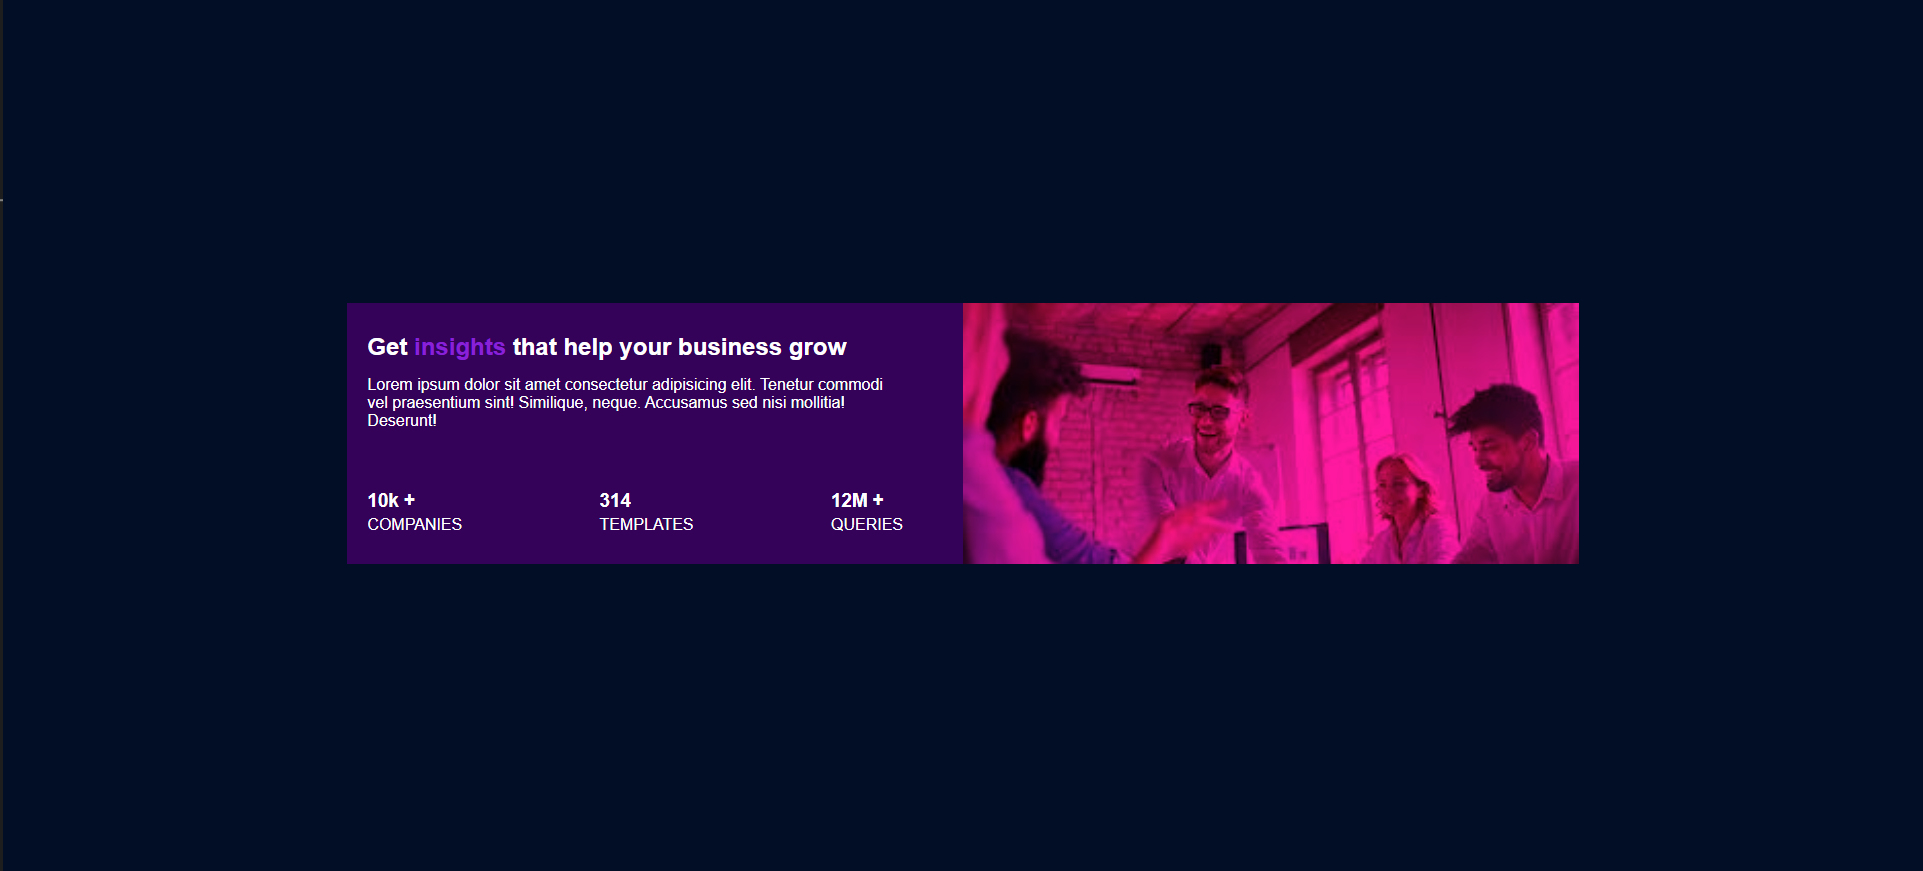 Get insights that help your business grow
Lorem ipsum dolor sit amet consectetur adipisicing elit. Tenetur commodi
vel praesentium sint! Similique, neque. Accusamus sed nisi mollitia!
Deserunt!
10k + 314 12M +
COMPANIES TEMPLATES QUERIES